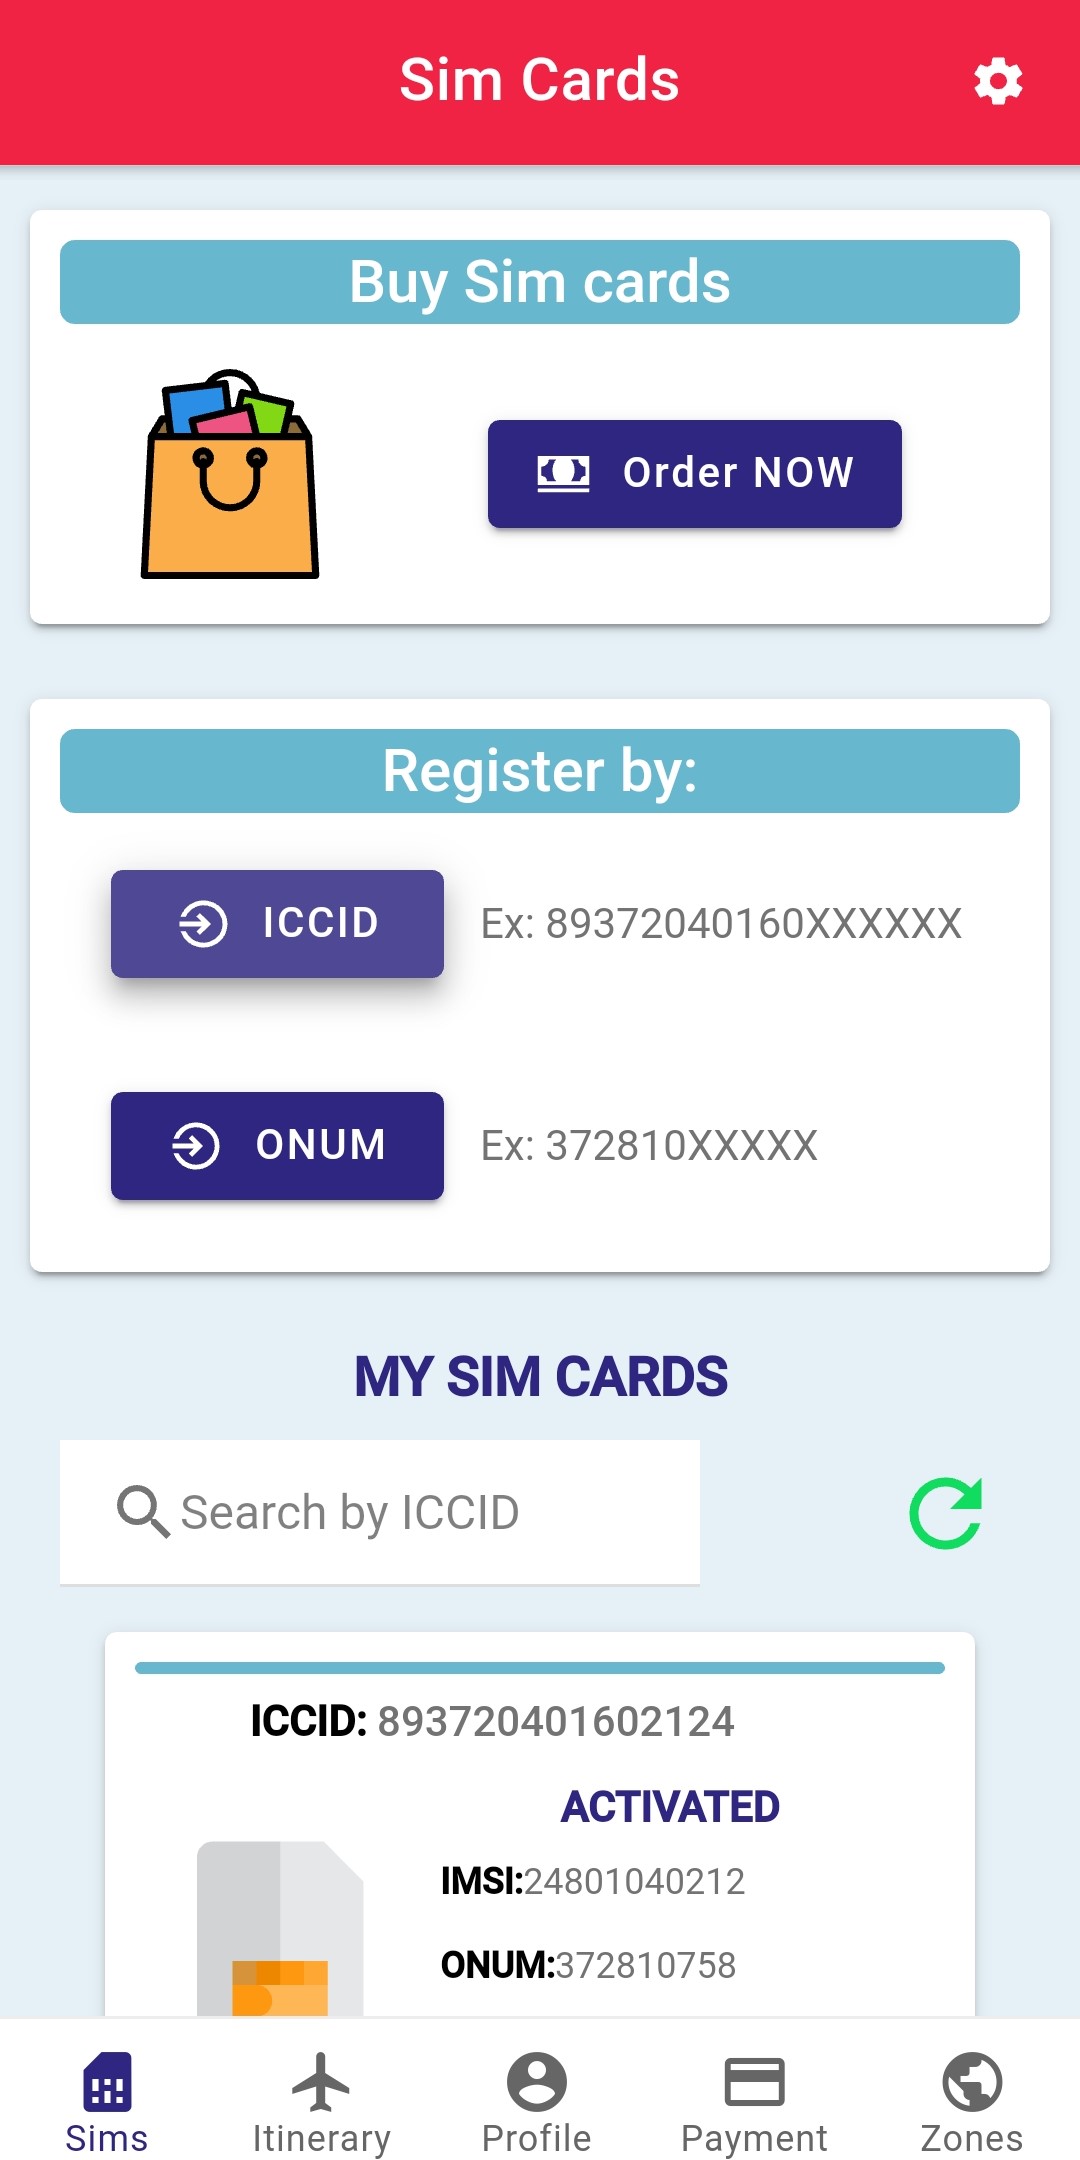 Sim Cards
Buy Sim cards
Order NOW
Register by:
ICCID Ex: 89372040160XXXXXX
ONUM Ex: 372810XXXXX
MY SIM CARDS
Search by ICCID
ICCID: 893720401602124
ACTIVATED
IMSI:24801040212
ONUM:372810758
Sims Itinerary Profile Payment Zones